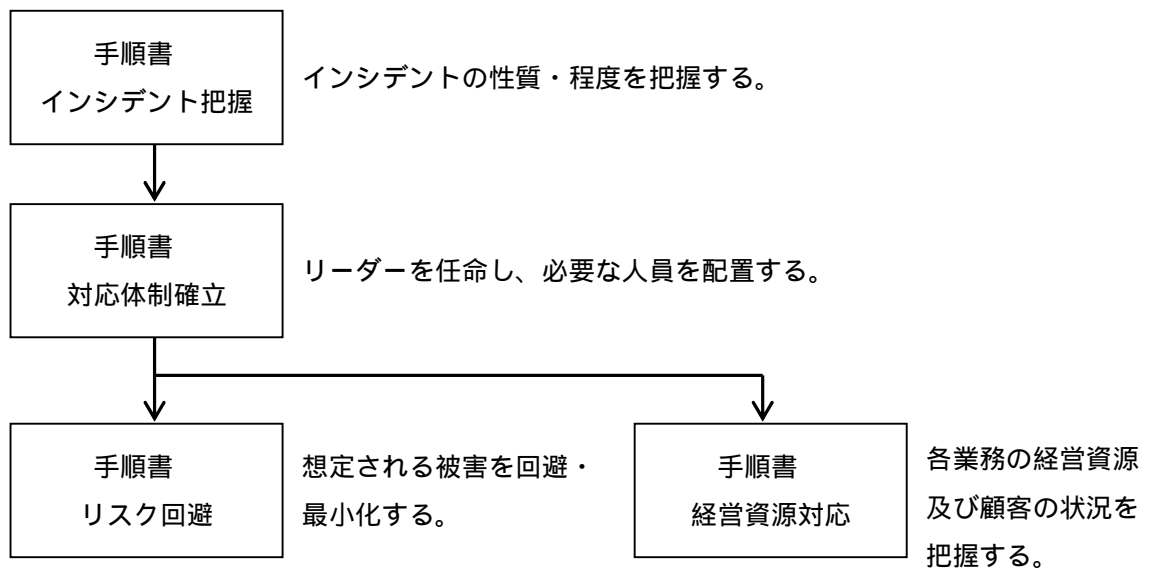 手順書
インシデント把握
インシデントの性質・程度を把握する。
手順書
対応体制確立
リーダーを任命し、必要な人員を配置する。
手順書
リスク回避
想定される被害を回避・
最小化する。
手順書
経営資源対応
各業務の経営資源
及び顧客の状況を
把握する。